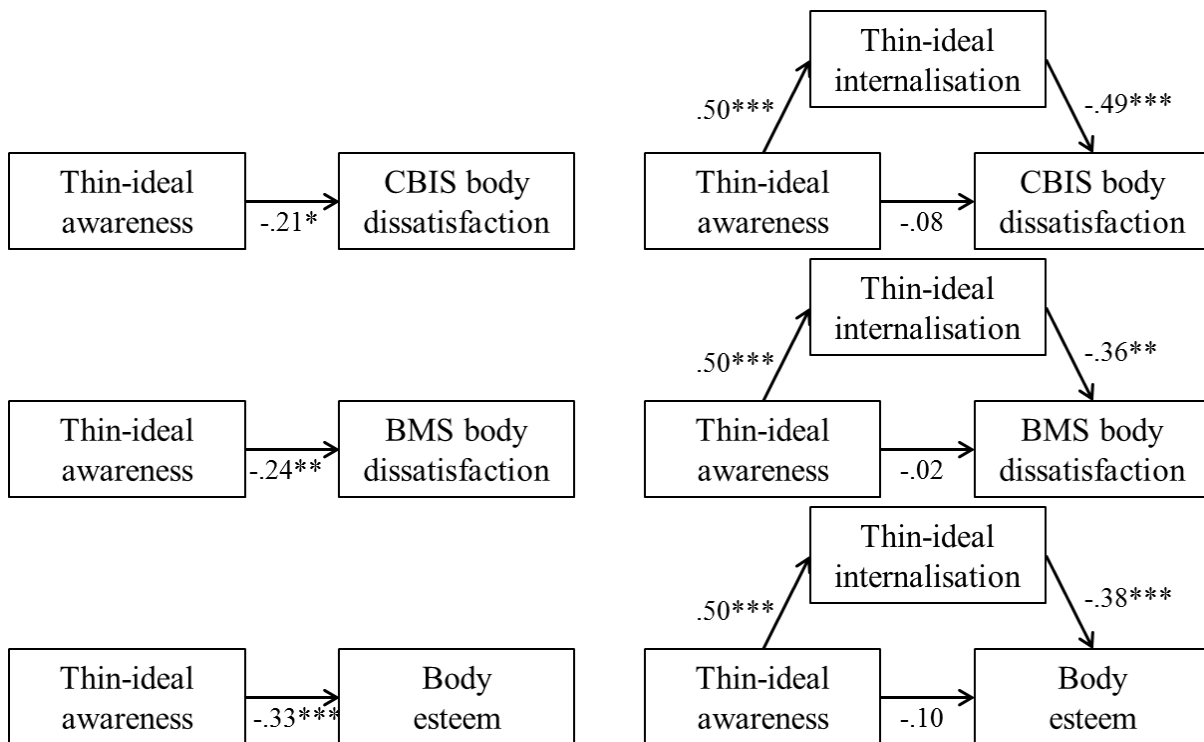 Thin-ideal
internalisation
.50***
-.49***
Thin-ideal
awareness
-.21*
CBIS body
dissatisfaction
Thin-ideal
awareness
-.08
CBIS body
dissatisfaction
Thin-ideal
internalisation
.50***
-.36**
Thin-ideal
awareness
-.24**
BMS body
dissatisfaction
Thin-ideal
awareness
-.02
BMS body
dissatisfaction
Thin-ideal
internalisation
.50***
-.38***
Thin-ideal
awareness
-.33***
Body
esteem
Thin-ideal
awareness
-.10
Body
esteem